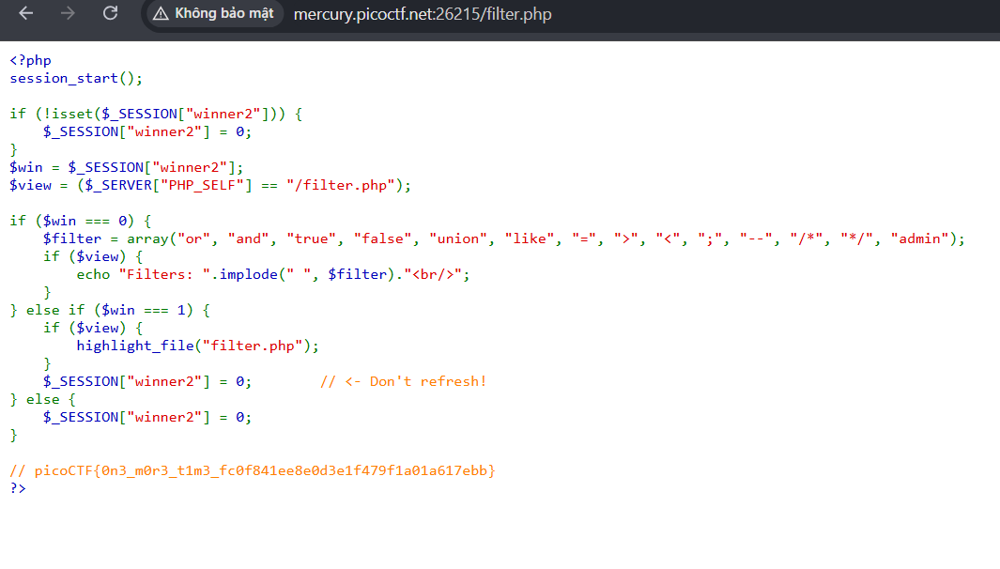 Không bảo mật mercury.picoctf.net:26215/filter.php
<?php
session_start();
if (!isset($_SESSION["winner2"])) {
    $_SESSION["winner2"] = 0;
}
$win = $_SESSION["winner2"];
$view = ($_SERVER["PHP_SELF"] == "/filter.php");
if ($win === 0) {
    $filter = array("or", "and", "true", "false", "union", "like", "=", ">", "<", ";", "--", "/*", "*/", "admin");
    if ($view) {
        echo "Filters: ".implode(" ", $filter)."<br/>";
    }
} else if ($win === 1) {
    if ($view) {
        highlight_file("filter.php");
    }
    $_SESSION["winner2"] = 0;        // <- Don't refresh!
} else {
    $_SESSION["winner2"] = 0;
}
// picoCTF{0n3_m0r3_t1m3_fc0f841ee8e0d3e1f479f1a01a617ebb}
?>